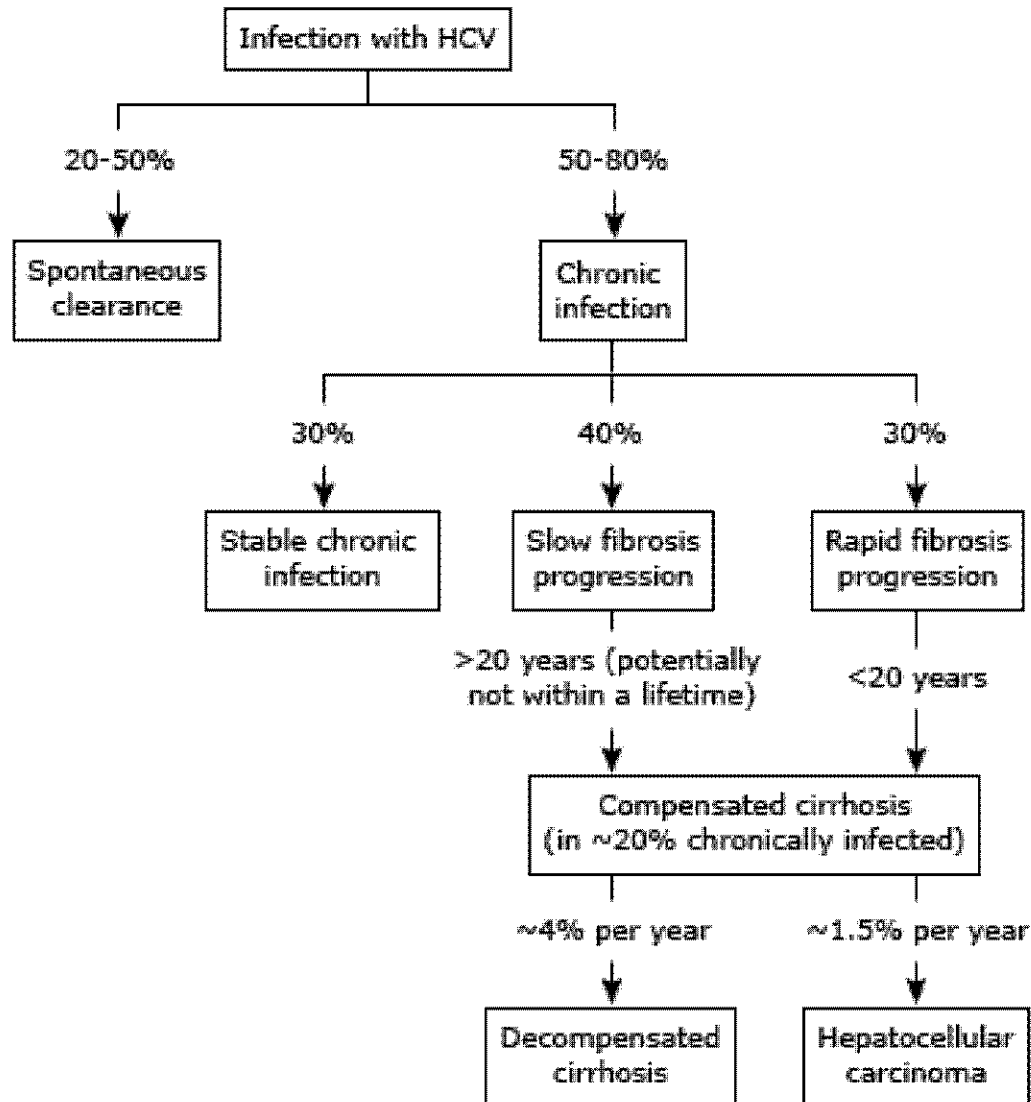 Infection with HCV
20-50%
50-80%
Spontaneous
clearance
Chronic
infection
30%
40%
30%
Stable chronic
infection
Slow fibrosis
progression
Rapid fibrosis
progression
>20 years (potentially
not within a lifetime)
<20 years
Compensated cirrhosis
(in ~20% chronically infected)
~4% per year
~1.5% per year
Decompensated
cirrhosis
Hepatocellular
carcinoma